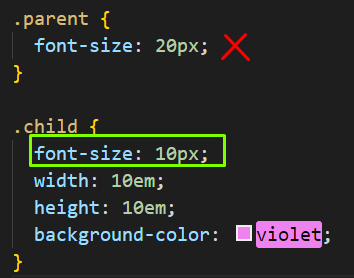 .parent {
font-size: 20px;
}
.child {
font-size: 10px;
width: 10em;
height: 10em;
background-color: violet;
}